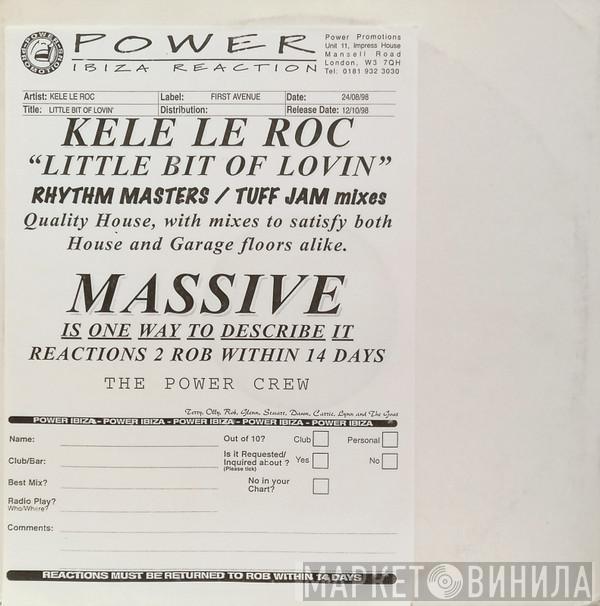 POWER
IBIZA REACTION
Power Promotions
Unit 11, Impress House
Mansell Road
London, W3 7QH
Tel: 0181 932 3030
Artist: KELE LE ROC Label: FIRST AVENUE Date: 24/08/98
Title: LITTLE BIT OF LOVIN' Distribution: Release Date: 12/10/98
KELE LE ROC
“LITTLE BIT OF LOVIN”
RHYTHM MASTERS / TUFF JAM mixes
Quality House, with mixes to satisfy both
House and Garage floors alike.
MASSIVE
IS ONE WAY TO DESCRIBE IT
REACTIONS 2 ROB WITHIN 14 DAYS
THE POWER CREW
Terry, Olly, Rob, Glenn, Stuart, Dawn, Carrie, Lynn and The Goat
POWER IBIZA - POWER IBIZA - POWER IBIZA - POWER IBIZA - POWER IBIZA
Name: Out of 10? Club Personal
Club/Bar: Is it Requested/
Inquired about ? Yes No
(Please tick)
Best Mix? No in your
Chart?
Radio Play?
Who/Where?
Comments:
REACTIONS MUST BE RETURNED TO ROB WITHIN 14 DAYS
МАРКЕТ ВИНИЛА